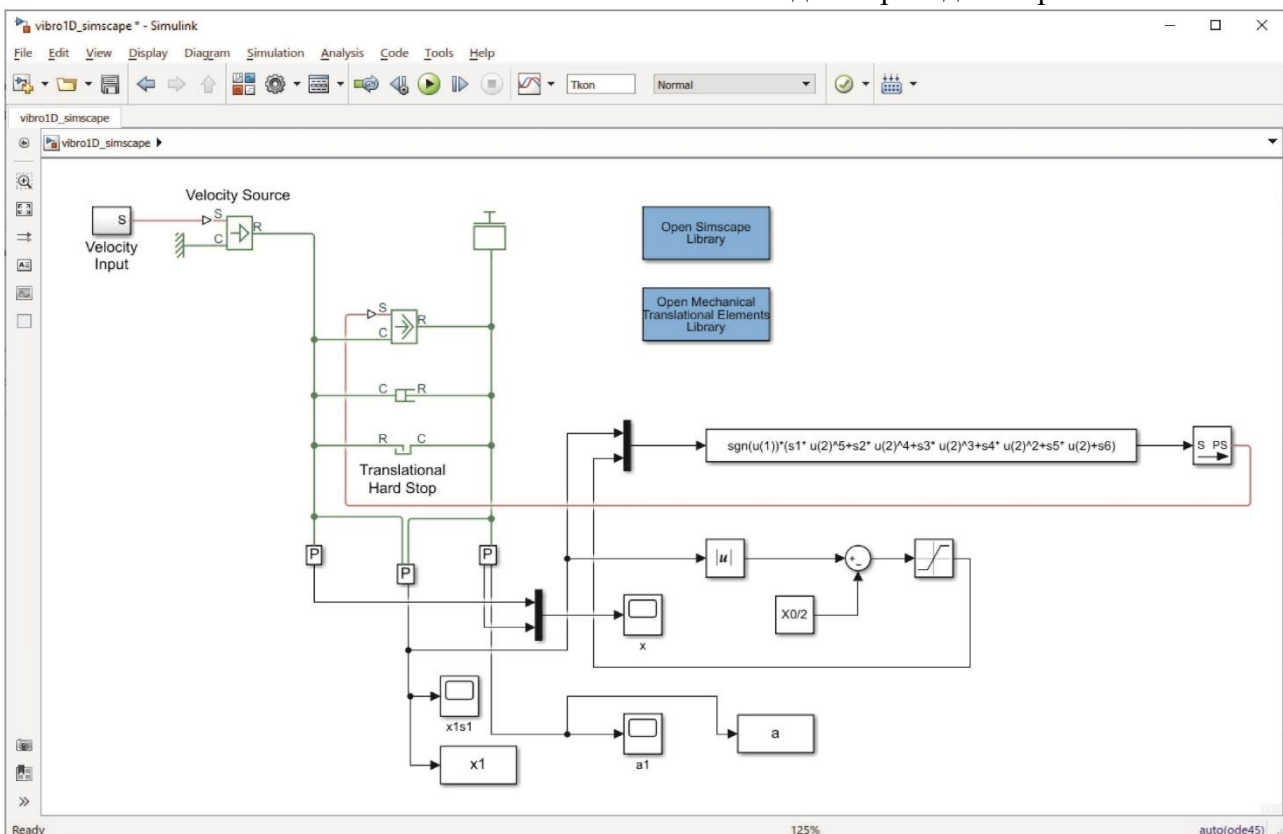 vibro1D_simscape * - Simulink
File Edit View Display Diagram Simulation Analysis Code Tools Help
Tkon Normal
vibro1D_simscape
vibro1D_simscape
Velocity Source
S
Velocity
Input
S
C
R
S
C
R
C R
R C
Translational
Hard Stop
Open Simscape
Library
Open Mechanical
Translational Elements
Library
sgn(u(1))*(s1* u(2)^5+s2* u(2)^4+s3* u(2)^3+s4* u(2)^2+s5* u(2)+s6)
S PS
P
P
P
|u|
+
-
X0/2
x
x1s1
x1
a1
a
Ready 125% auto(ode45)